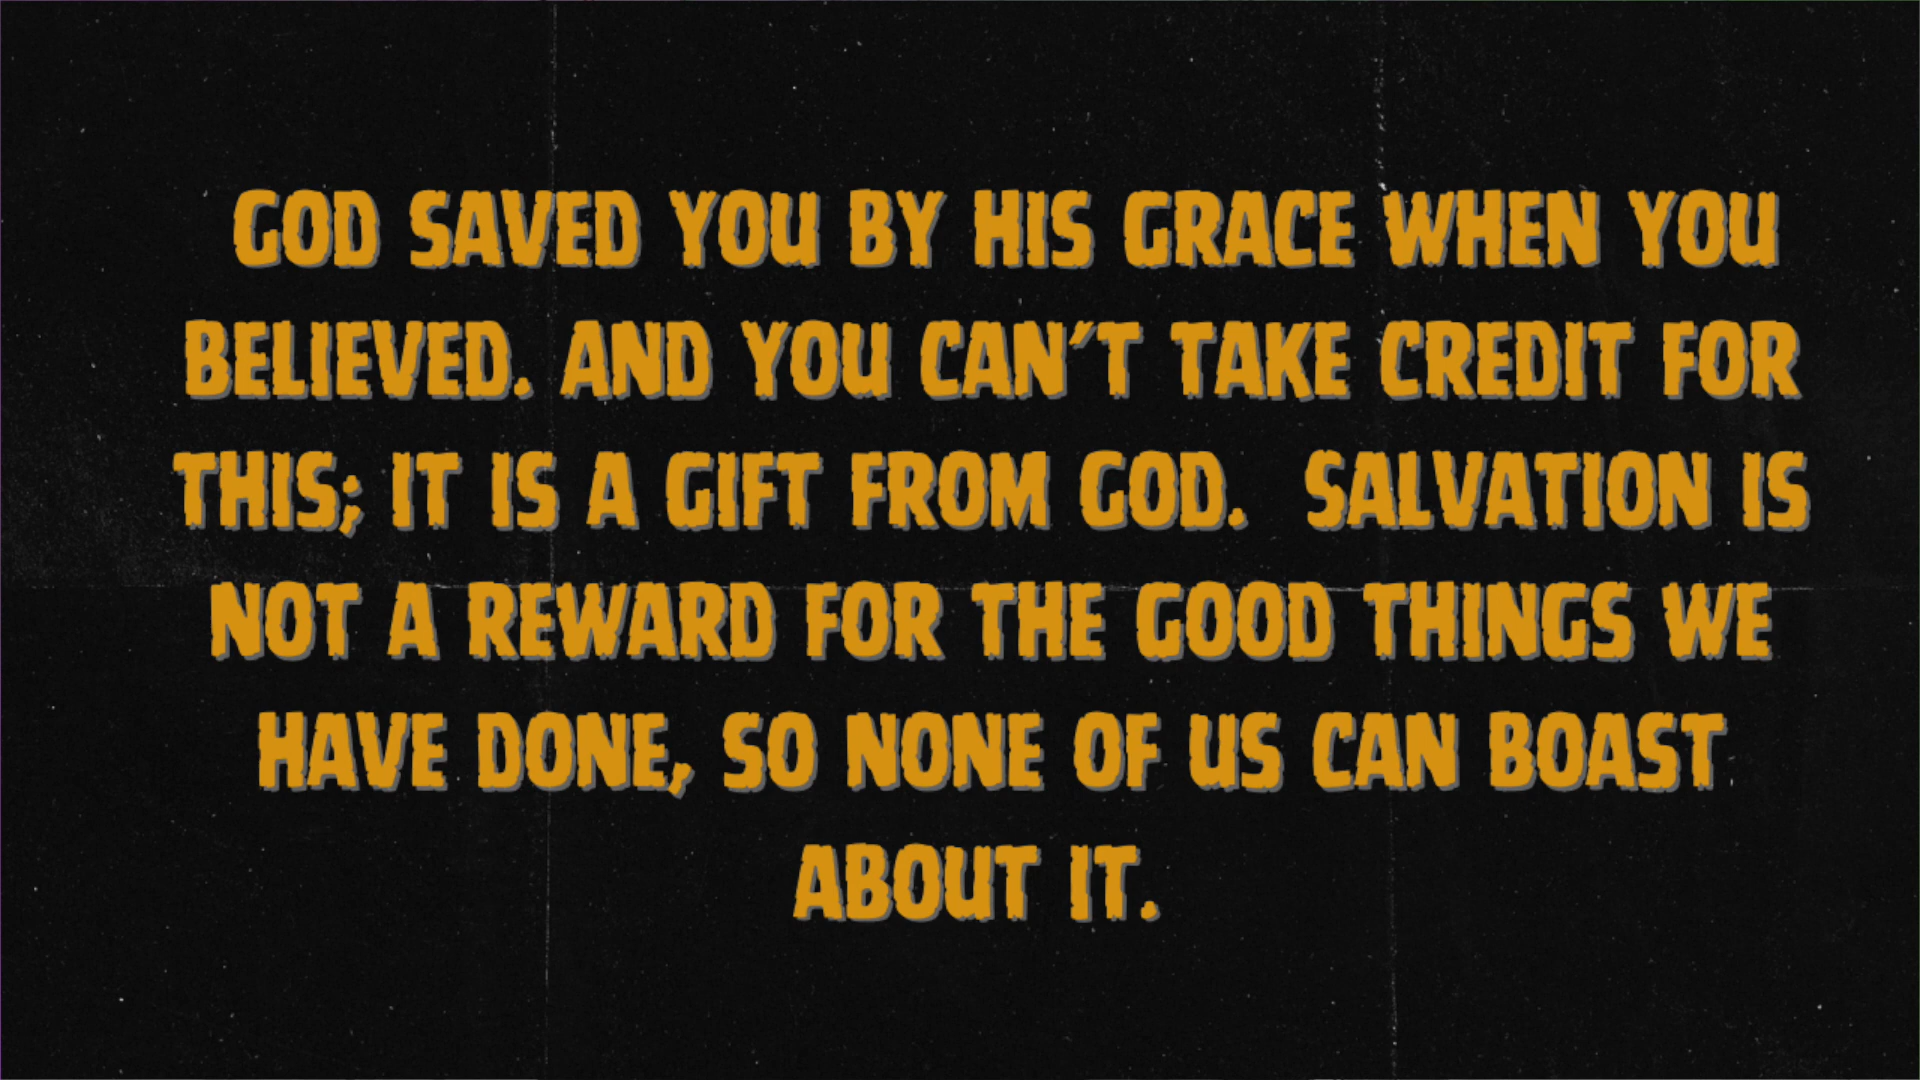 GOD SAVED YOU BY HIS GRACE WHEN YOU
BELIEVED. AND YOU CAN'T TAKE CREDIT FOR
THIS; IT IS A GIFT FROM GOD.  SALVATION IS
NOT A REWARD FOR THE GOOD THINGS WE
HAVE DONE, SO NONE OF US CAN BOAST
ABOUT IT.